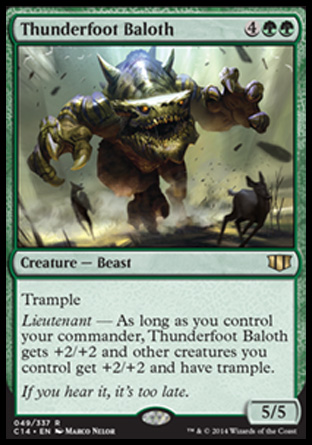 Thunderfoot Baloth 4
Creature — Beast
Trample
Lieutenant — As long as you control
your commander, Thunderfoot Baloth
gets +2/+2 and other creatures you
control get +2/+2 and have trample.
If you hear it, it's too late.
5/5
049/337 R
C14 • EN Marco Nelor
™ & © 2014 Wizards of the Coast